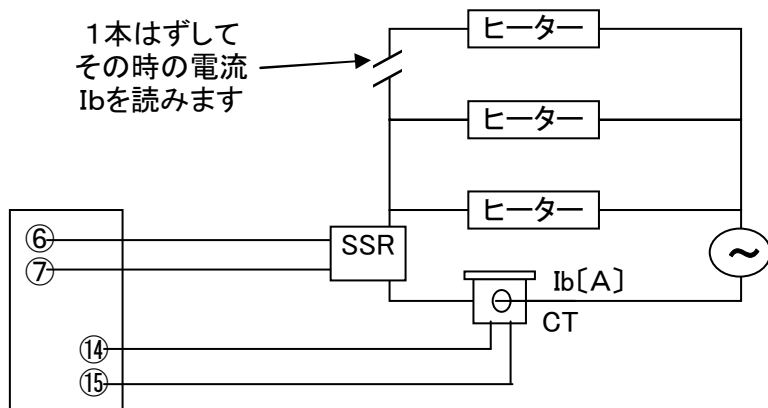 1本はずして
その時の電流
Ibを読みます
ヒーター
ヒーター
ヒーター
⑥
⑦
SSR
~
Ib〔A〕
CT
⑭
⑮